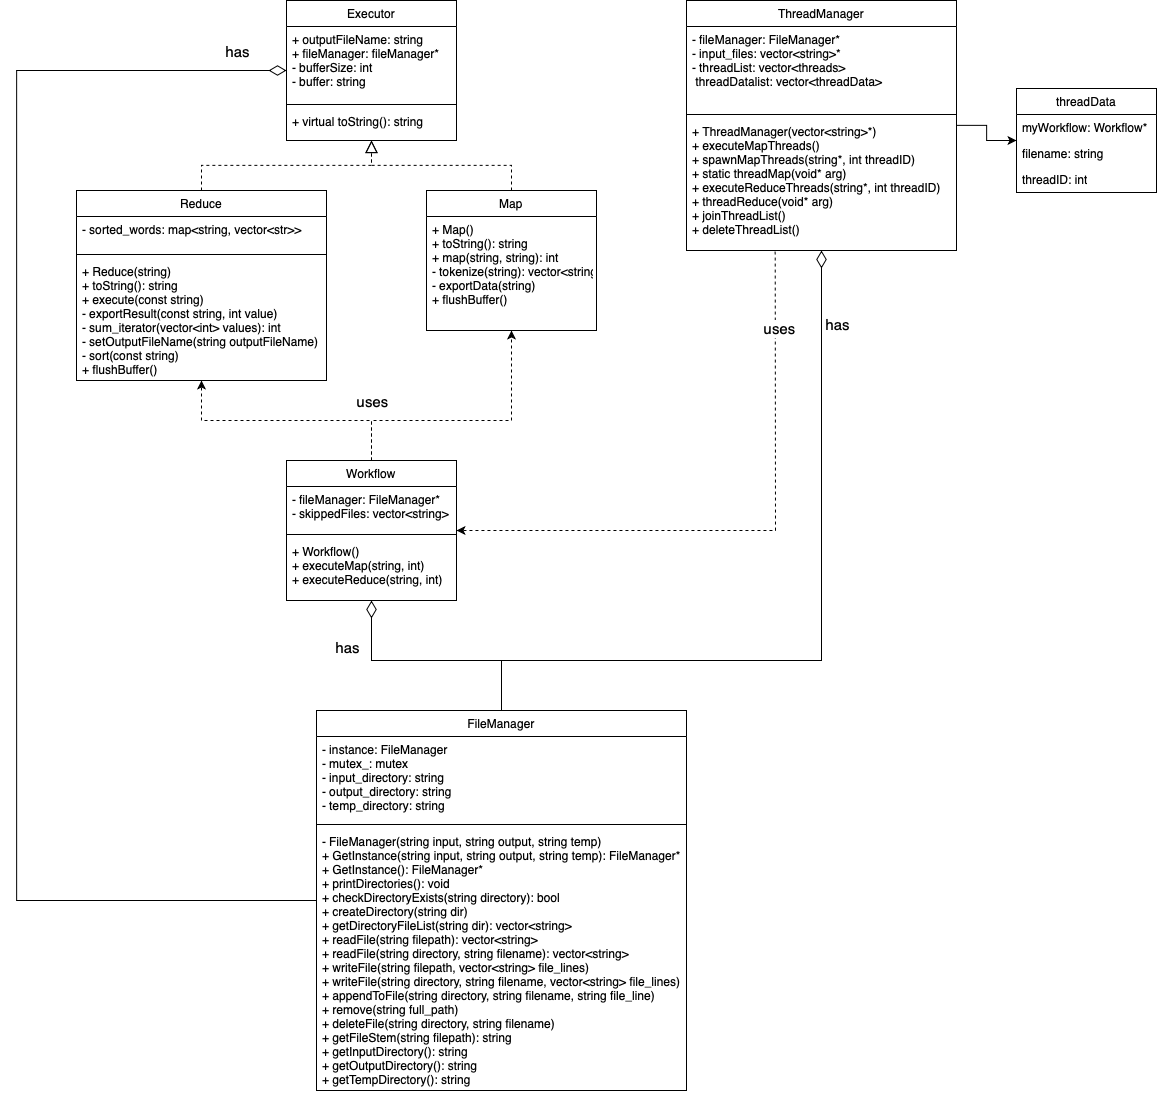 Executor
+ outputFileName: string
+ fileManager: fileManager*
- bufferSize: int
- buffer: string
+ virtual toString(): string
has
ThreadManager
- fileManager: FileManager*
- input_files: vector<string>*
- threadList: vector<threads>
threadDatalist: vector<threadData>
+ ThreadManager(vector<string>*)
+ executeMapThreads()
+ spawnMapThreads(string*, int threadID)
+ static threadMap(void* arg)
+ executeReduceThreads(string*, int threadID)
+ threadReduce(void* arg)
+ joinThreadList()
+ deleteThreadList()
threadData
myWorkflow: Workflow*
filename: string
threadID: int
Reduce
- sorted_words: map<string, vector<str>>
+ Reduce(string)
+ toString(): string
+ execute(const string)
- exportResult(const string, int value)
- sum_iterator(vector<int> values): int
- setOutputFileName(string outputFileName)
- sort(const string)
+ flushBuffer()
Map
+ Map()
+ toString(): string
+ map(string, string): int
- tokenize(string): vector<string
- exportData(string)
+ flushBuffer()
uses
has
uses
Workflow
- fileManager: FileManager*
- skippedFiles: vector<string>
+ Workflow()
+ executeMap(string, int)
+ executeReduce(string, int)
has
FileManager
- instance: FileManager
- mutex_: mutex
- input_directory: string
- output_directory: string
- temp_directory: string
- FileManager(string input, string output, string temp)
+ GetInstance(string input, string output, string temp): FileManager*
+ GetInstance(): FileManager*
+ printDirectories(): void
+ checkDirectoryExists(string directory): bool
+ createDirectory(string dir)
+ getDirectoryFileList(string dir): vector<string>
+ readFile(string filepath): vector<string>
+ readFile(string directory, string filename): vector<string>
+ writeFile(string filepath, vector<string> file_lines)
+ writeFile(string directory, string filename, vector<string> file_lines)
+ appendToFile(string directory, string filename, string file_line)
+ remove(string full_path)
+ deleteFile(string directory, string filename)
+ getFileStem(string filepath): string
+ getInputDirectory(): string
+ getOutputDirectory(): string
+ getTempDirectory(): string